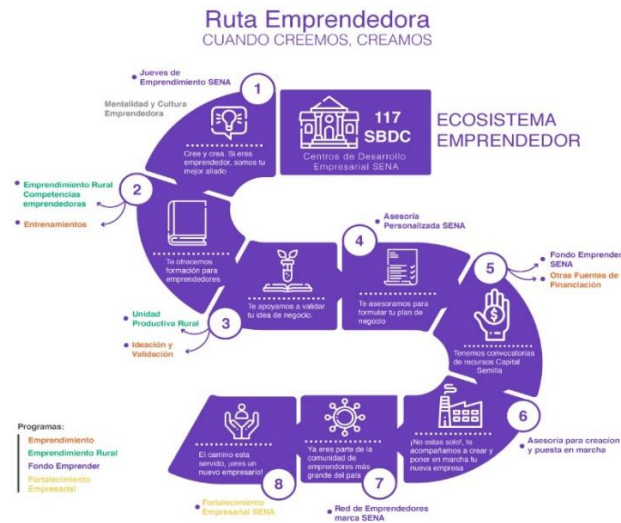 Ruta Emprendedora
CUANDO CREEMOS, CREAMOS
Jueves de
Emprendimiento SENA
1
Mentalidad y Cultura
Emprendedora
Cree y crea. Si eres
emprendedor, somos tu
mejor aliado
117
SBDC
Centros de Desarrollo
Empresarial SENA
ECOSISTEMA
EMPRENDEDOR
2
Emprendimiento Rural
Competencias
emprendedoras
Entrenamientos
Te ofrecemos
formación para
emprendedores
3
Unidad
Productiva Rural
Ideación y
Validación
Te apoyamos a validar
tu idea de negocio.
4
Asesoría
Personalizada SENA
Te asesoramos para
formular tu plan de
negocio
5
Fondo Emprender
SENA
Otras Fuentes de
Financiación
Tenemos convocatorias
de recursos Capital
Semilla
6
Asesoría para creacion
y puesta en marcha
¡No estas solo!, te
acompañamos a crear y
poner en marcha tu
nueva empresa
7
Red de Emprendedores
marca SENA
Ya eres parte de la
comunidad de
emprendores más
grande del país
8
Fortalecimiento
Empresarial SENA
El camino esta
servido, ¡eres un
nuevo empresario!
Programas:
Emprendimiento
Emprendimiento Rural
Fondo Emprender
Fortalecimiento
Empresarial